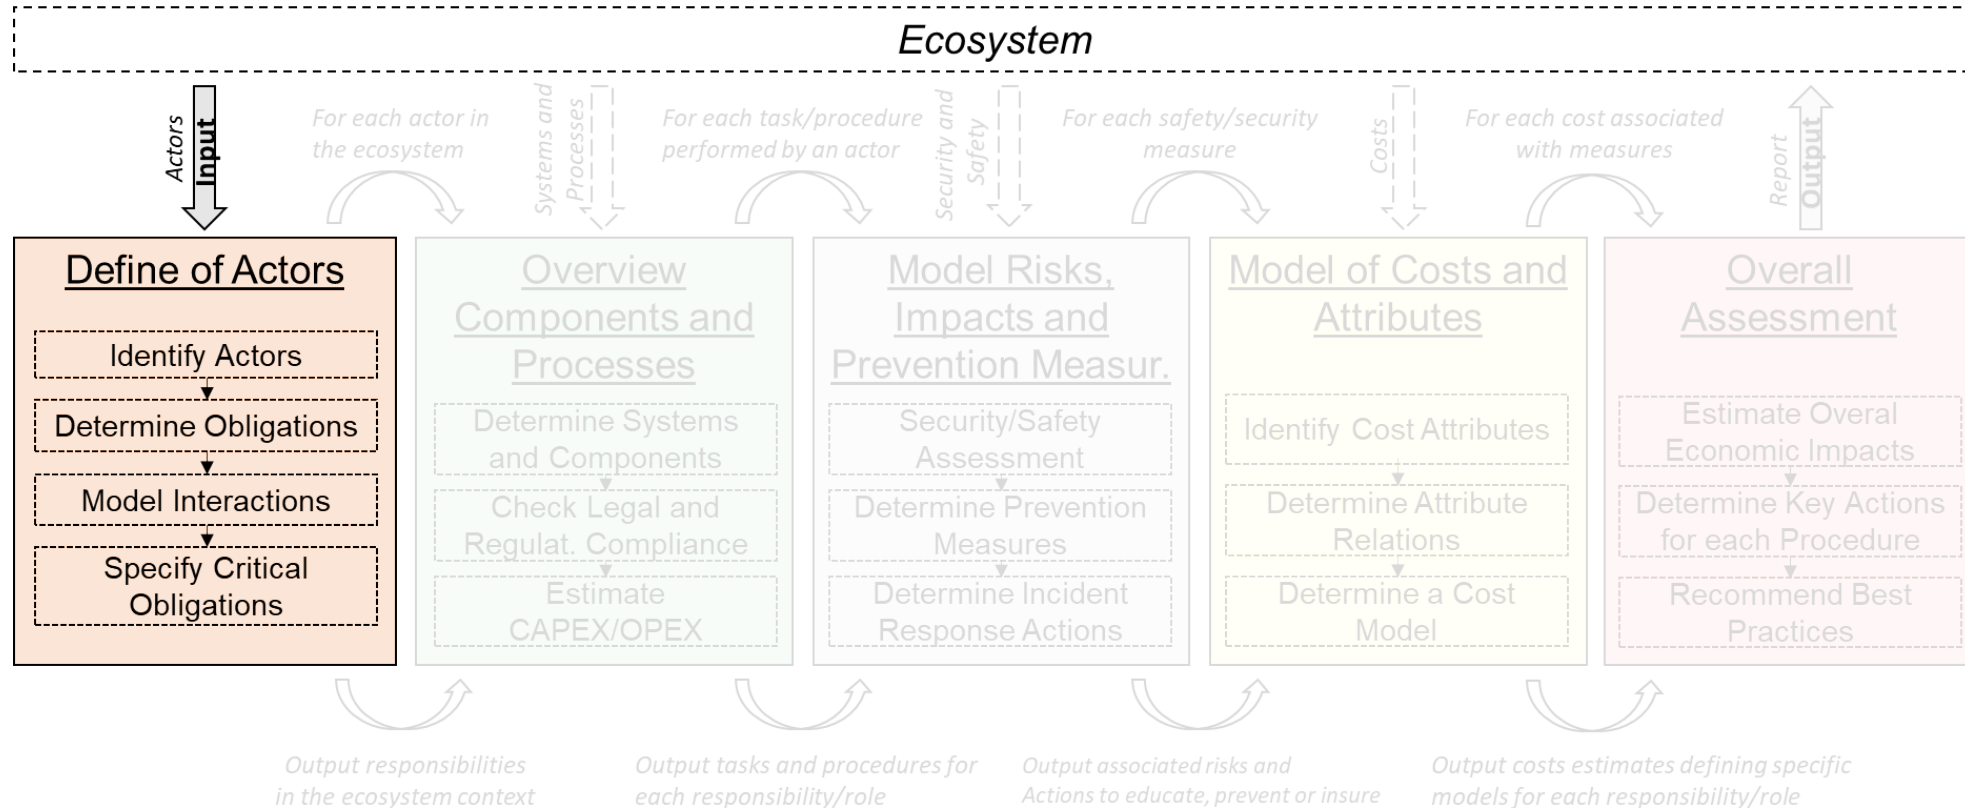 Ecosystem
Actors
Input
For each actor in
the ecosystem
Systems and
Processes
For each task/procedure
performed by an actor
Security and
Safety
For each safety/security
measure
Costs
For each cost associated
with measures
Report
Output
Define of Actors
Identify Actors
Determine Obligations
Model Interactions
Specify Critical
Obligations
Overview
Components and
Processes
Determine Systems
and Components
Check Legal and
Regulat. Compliance
Estimate
CAPEX/OPEX
Model Risks,
Impacts and
Prevention Measur.
Security/Safety
Assessment
Determine Prevention
Measures
Determine Incident
Response Actions
Model of Costs and
Attributes
Identify Cost Attributes
Determine Attribute
Relations
Determine a Cost
Model
Overall
Assessment
Estimate Overal
Economic Impacts
Determine Key Actions
for each Procedure
Recommend Best
Practices
Output responsibilities
in the ecosystem context
Output tasks and procedures for
each responsibility/role
Output associated risks and
Actions to educate, prevent or insure
Output costs estimates defining specific
models for each responsibility/role